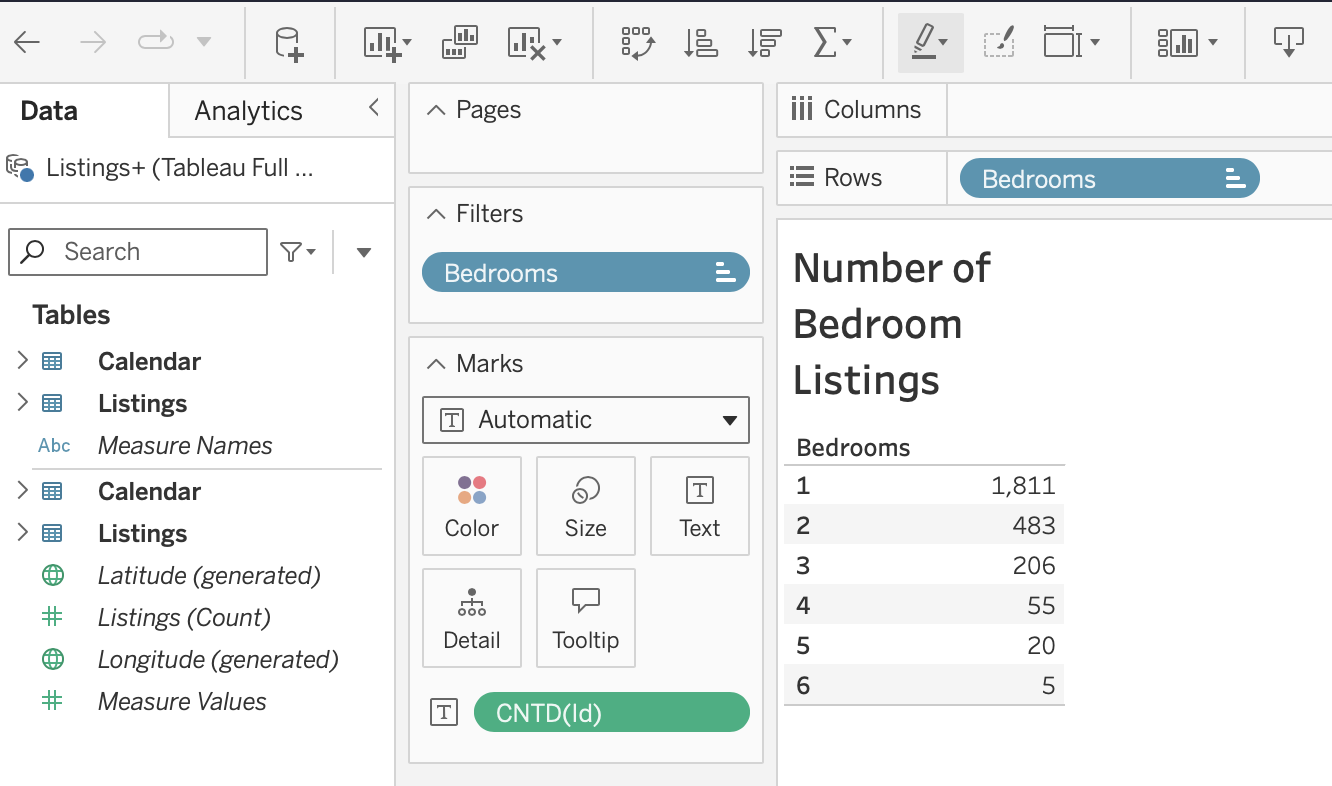 Data
Analytics
Listings+ (Tableau Full ...
Search
Tables
Calendar
Listings
Abc Measure Names
Calendar
Listings
Latitude (generated)
Listings (Count)
Longitude (generated)
Measure Values
Pages
Filters
Bedrooms
Marks
T Automatic
Color
Size
T
Text
Detail
Tooltip
T CNTD(Id)
Columns
Rows
Bedrooms
Number of
Bedroom
Listings
Bedrooms
1 1,811
2 483
3 206
4 55
5 20
6 5